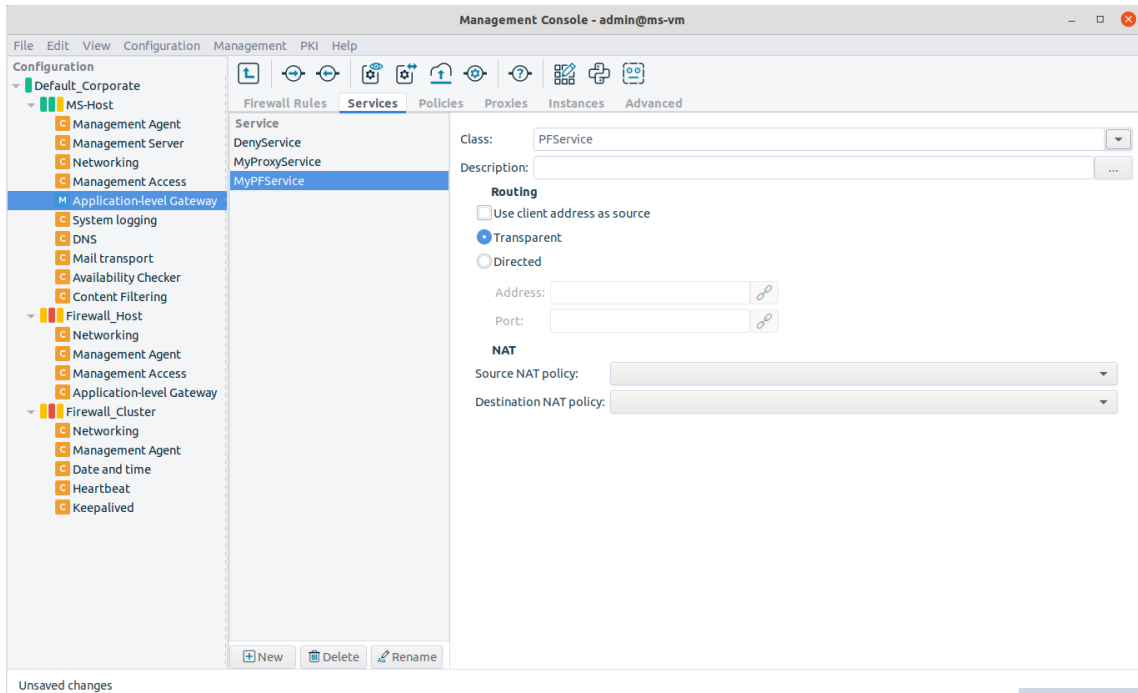 Management Console - admin@ms-vm
File Edit View Configuration Management PKI Help
Configuration
Default_Corporate
MS-Host
C Management Agent
C Management Server
C Networking
C Management Access
M Application-level Gateway
C System logging
C DNS
C Mail transport
C Availability Checker
C Content Filtering
Firewall_Host
C Networking
C Management Agent
C Management Access
C Application-level Gateway
Firewall_Cluster
C Networking
C Management Agent
C Date and time
C Heartbeat
C Keepalived
Firewall Rules Services Policies Proxies Instances Advanced
Service
DenyService
MyProxyService
MyPFService
New Delete Rename
Class: PFService
Description: ...
Routing
Use client address as source
Transparent
Directed
Address:
Port:
NAT
Source NAT policy:
Destination NAT policy:
Unsaved changes